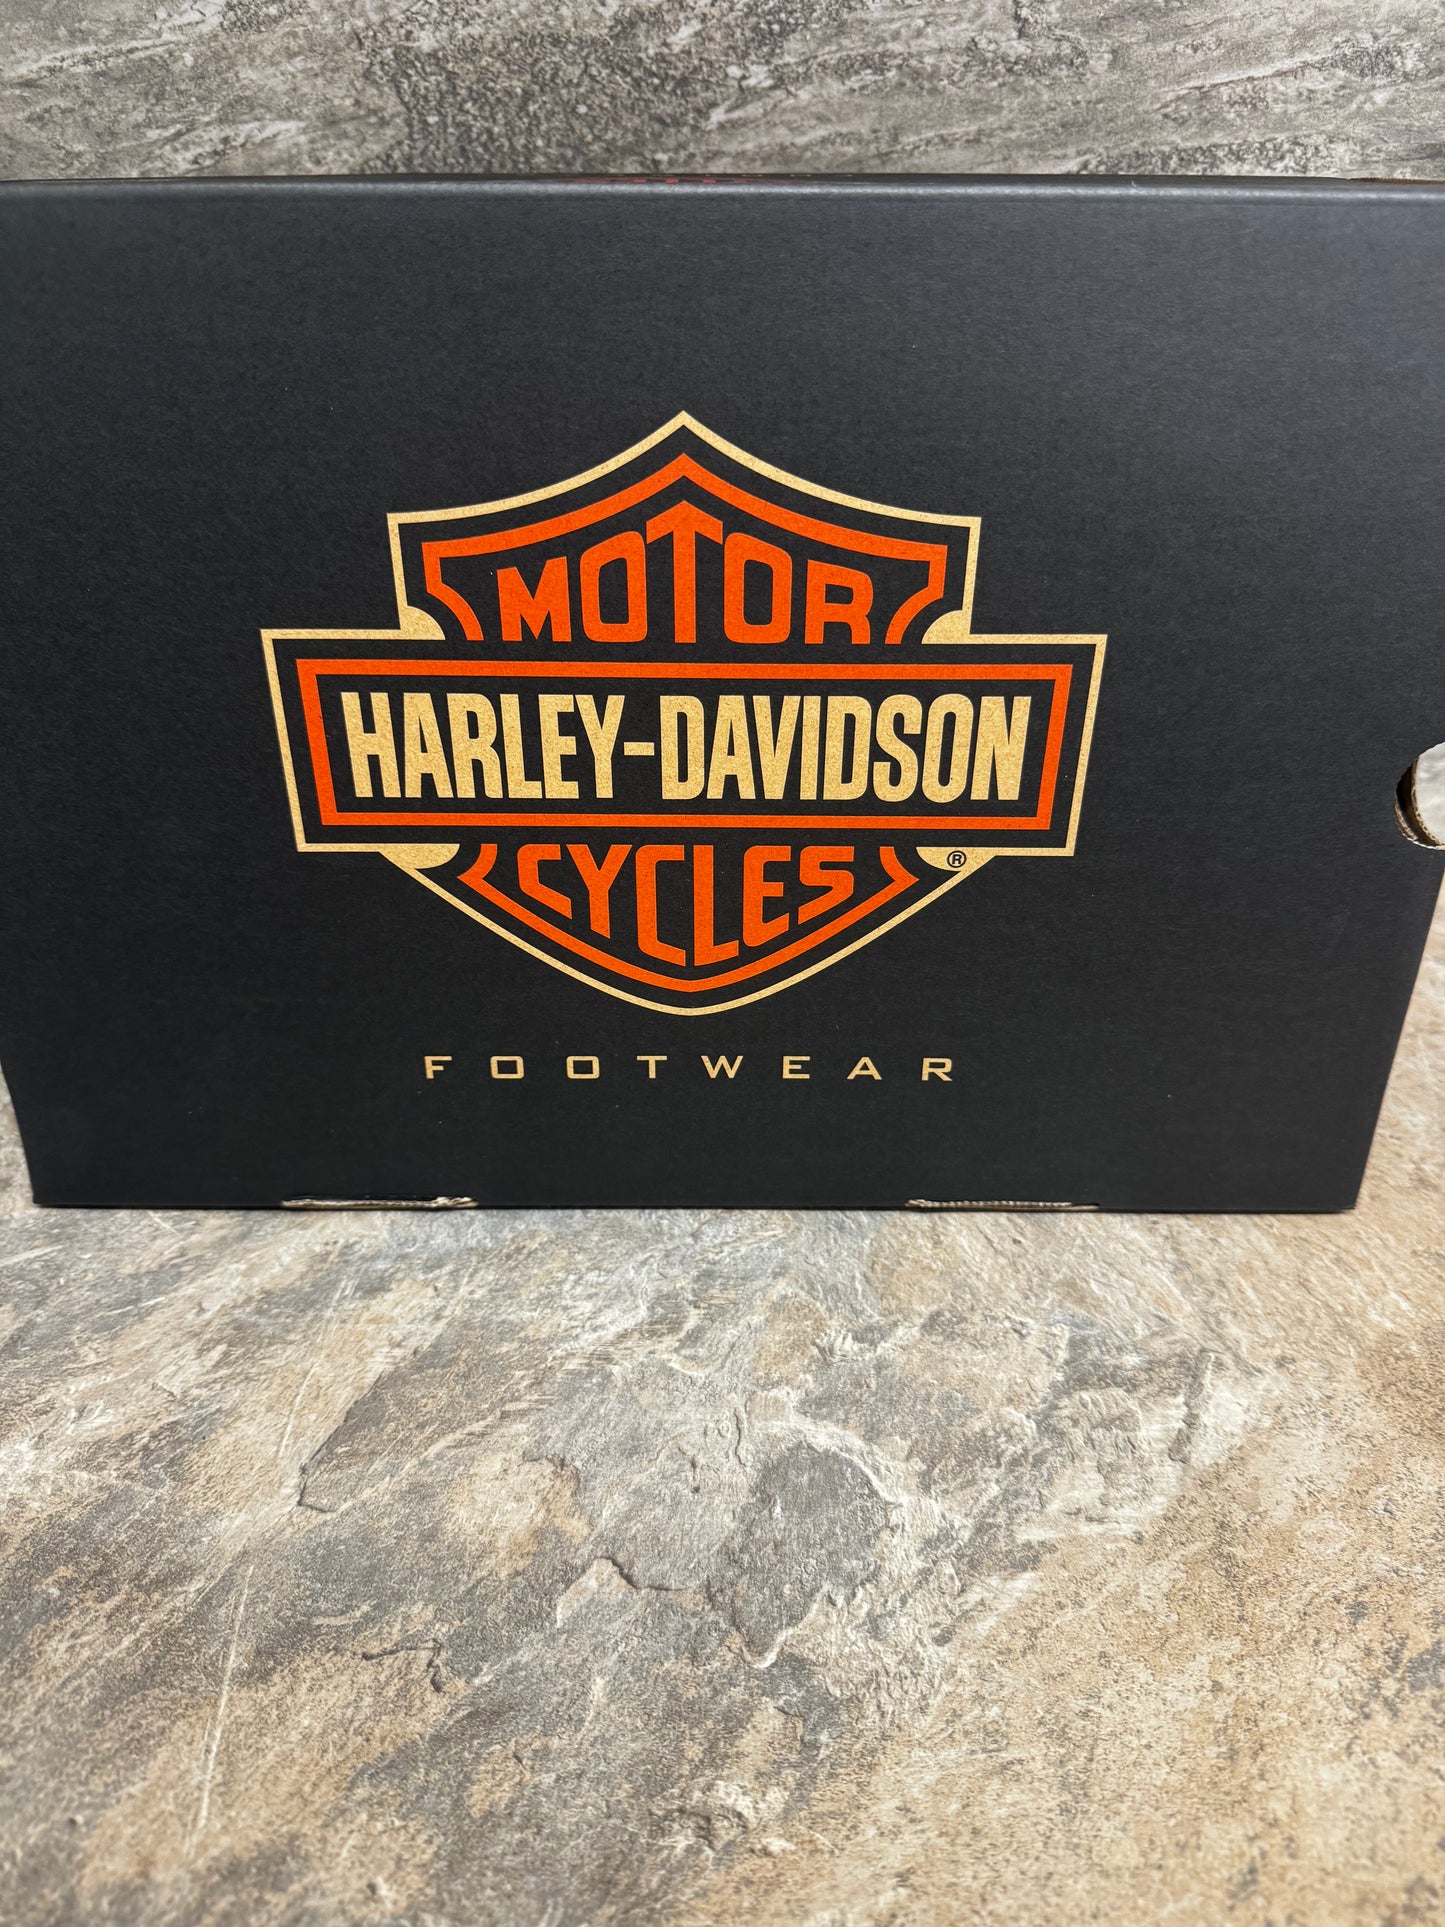 MOTOR
HARLEY-DAVIDSON
CYCLES
®
FOOTWEAR